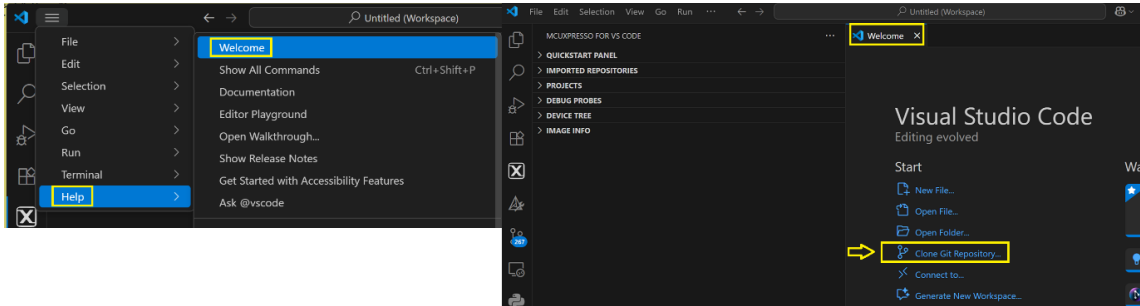 Untitled (Workspace)
File
Edit
Selection
View
Go
Run
Terminal
Help
Welcome
Show All Commands Ctrl+Shift+P
Documentation
Editor Playground
Open Walkthrough...
Show Release Notes
Get Started with Accessibility Features
Ask @vscode
File Edit Selection View Go Run ... Untitled (Workspace)
MCUXPRESSO FOR VS CODE ...
QUICKSTART PANEL
IMPORTED REPOSITORIES
PROJECTS
DEBUG PROBES
DEVICE TREE
IMAGE INFO
267
Welcome
Visual Studio Code
Editing evolved
Start
New File...
Open File...
Open Folder...
Clone Git Repository...
Connect to...
Generate New Workspace...
Wa